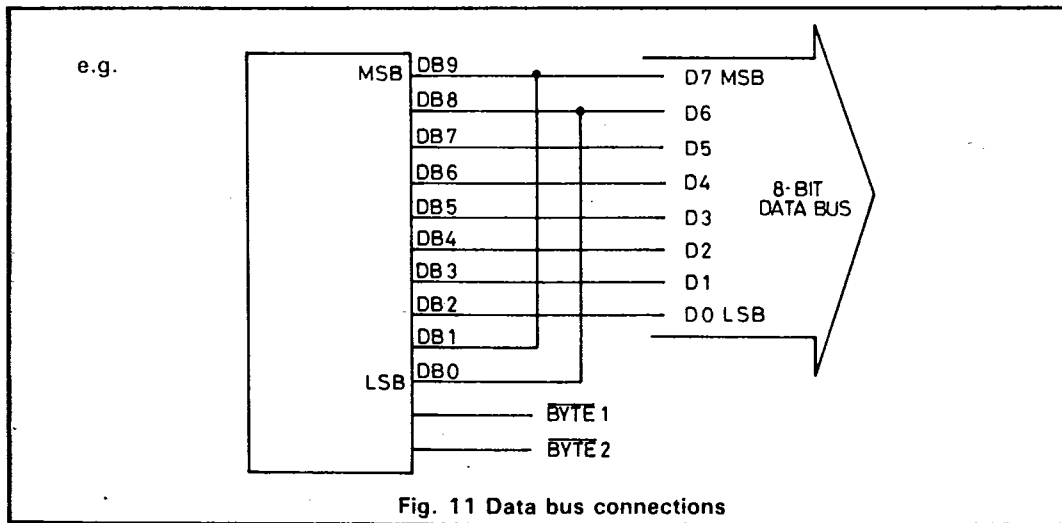 e.g.
MSB DB9 D7 MSB
DB8 D6
DB7 D5
DB6 D4
DB5 D3
DB4 D2
DB3 D1
DB2 D0 LSB
DB1
LSB DB0
8-BIT
DATA BUS
BYTE 1
BYTE 2
Fig. 11 Data bus connections